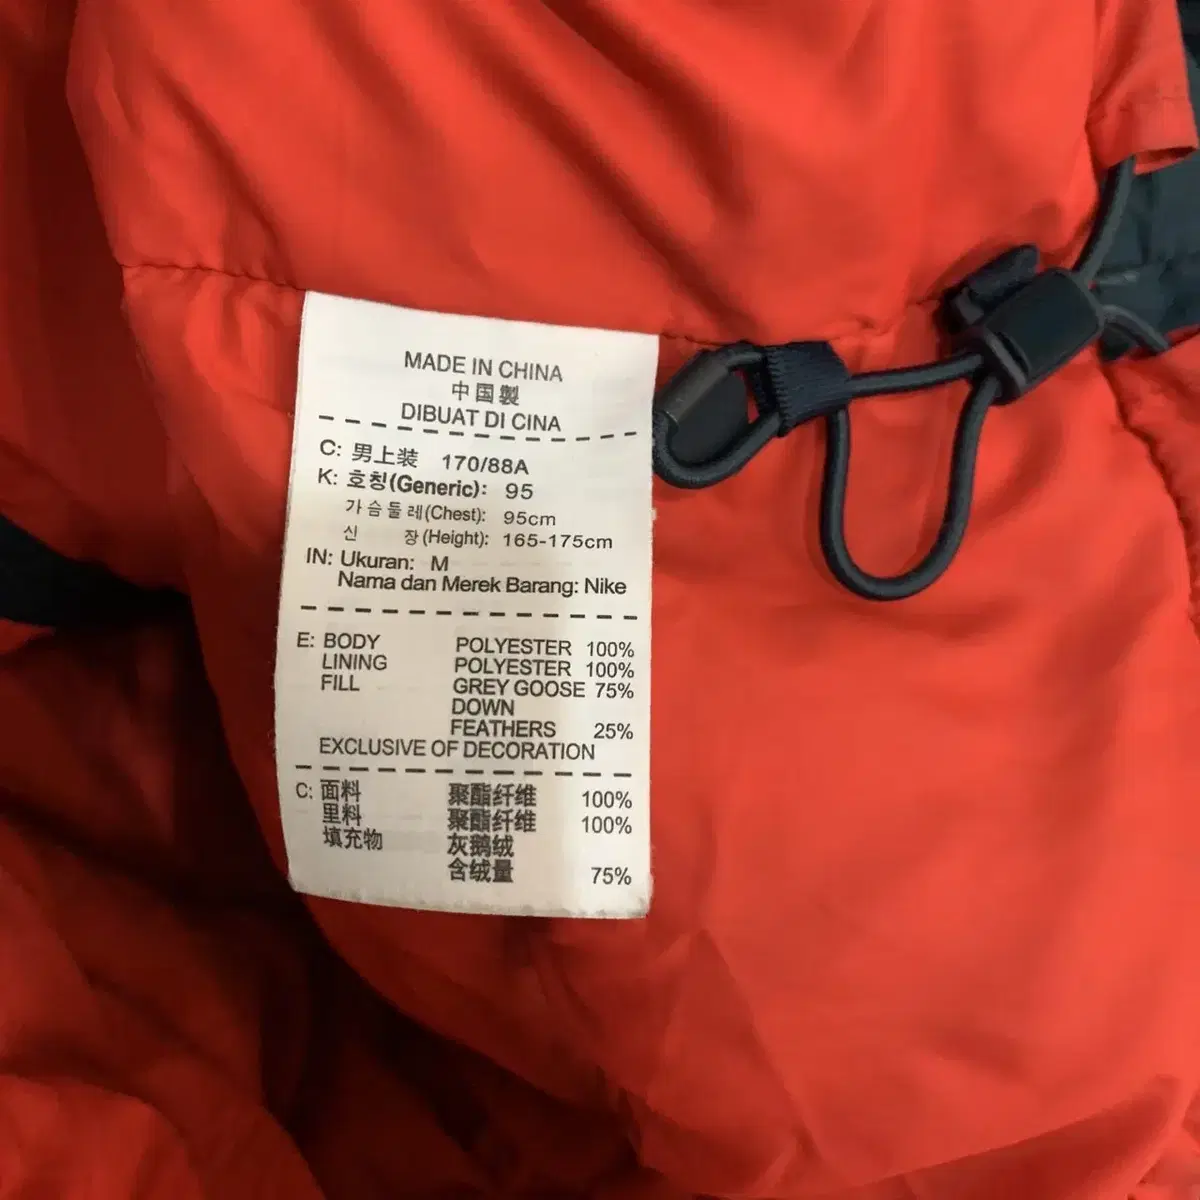 MADE IN CHINA
中国製
DIBUAT DI CINA
C: 男上装 170/88A
K: 호칭(Generic): 95
가슴둘레(Chest): 95cm
신 장(Height): 165-175cm
IN: Ukuran: M
Nama dan Merek Barang: Nike
E: BODY POLYESTER 100%
LINING POLYESTER 100%
FILL GREY GOOSE 75%
DOWN
FEATHERS 25%
EXCLUSIVE OF DECORATION
C: 面料 聚酯纤维 100%
里料 聚酯纤维 100%
填充物 灰鹅绒
含绒量 75%